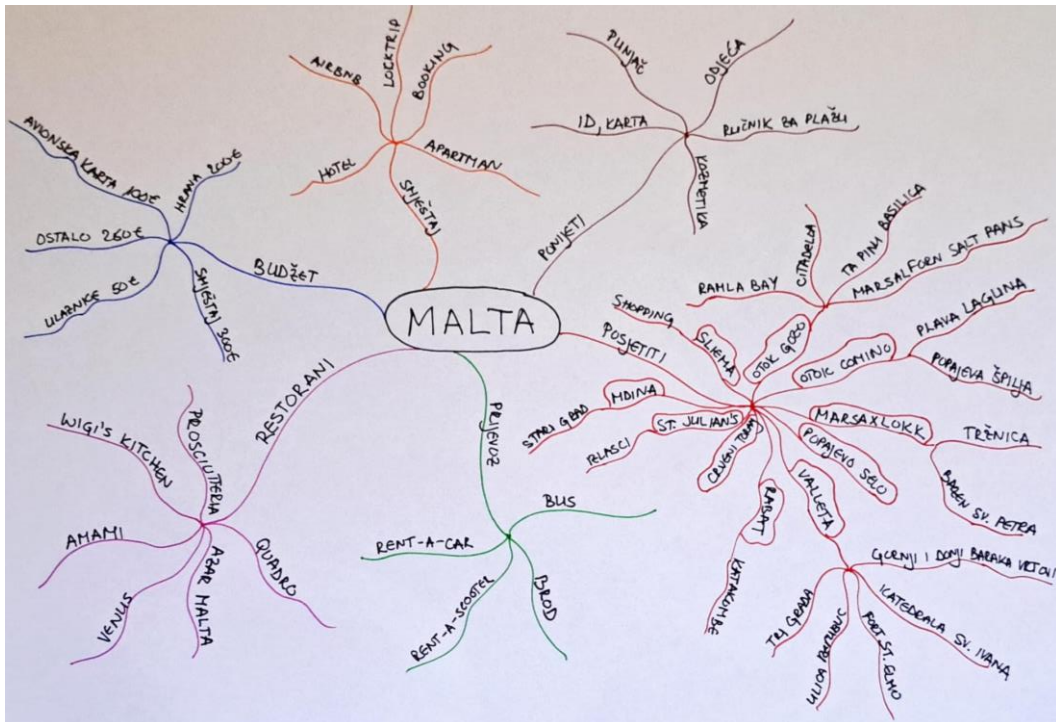 MALTA
SMJEŠTAJ
HOTEL
AIRBNB
LOCKTRIP
BOOKING
APARTMAN
PONIJETI
ID, KARTA
PUNJAČ
ODJEĆA
RUČNIK ZA PLAŽU
KOZMETIKA
POSJETITI
SLIEMA
SHOPPING
OTOK GOZO
RAMLA BAY
CITADELA
TA PINU BASILICA
MARSALFORN SALT PANS
OTOK COMINO
PLAVA LAGUNA
POPAJEVA ŠPILJA
MARSAXLOKK
TRŽNICA
BAZEN SV. PETRA
POPAJEVO SELO
VALLETA
GORNJI I DONJI BARAKA VRTOVI
KATEDRALA SV. IVANA
FORT ST. ELMO
ULICA REPUBLIC
TRI GRADA
RABAT
KATAKOMBE
CRVENI TORANJ
ST. JULIAN'S
IZLASCI
MDINA
STARI GRAD
PRIJEVOZ
BUS
BROD
RENT-A-SCOOTER
RENT-A-CAR
RESTORANI
QUADRO
AZAR MALTA
VENUS
AMAMI
WIGI'S KITCHEN
PROSCIUTTERIA
BUDŽET
SMJEŠTAJ 300€
ULAZNICE 50€
OSTALO 250€
AVIONSKA KARTA 100€
HRANA 200€